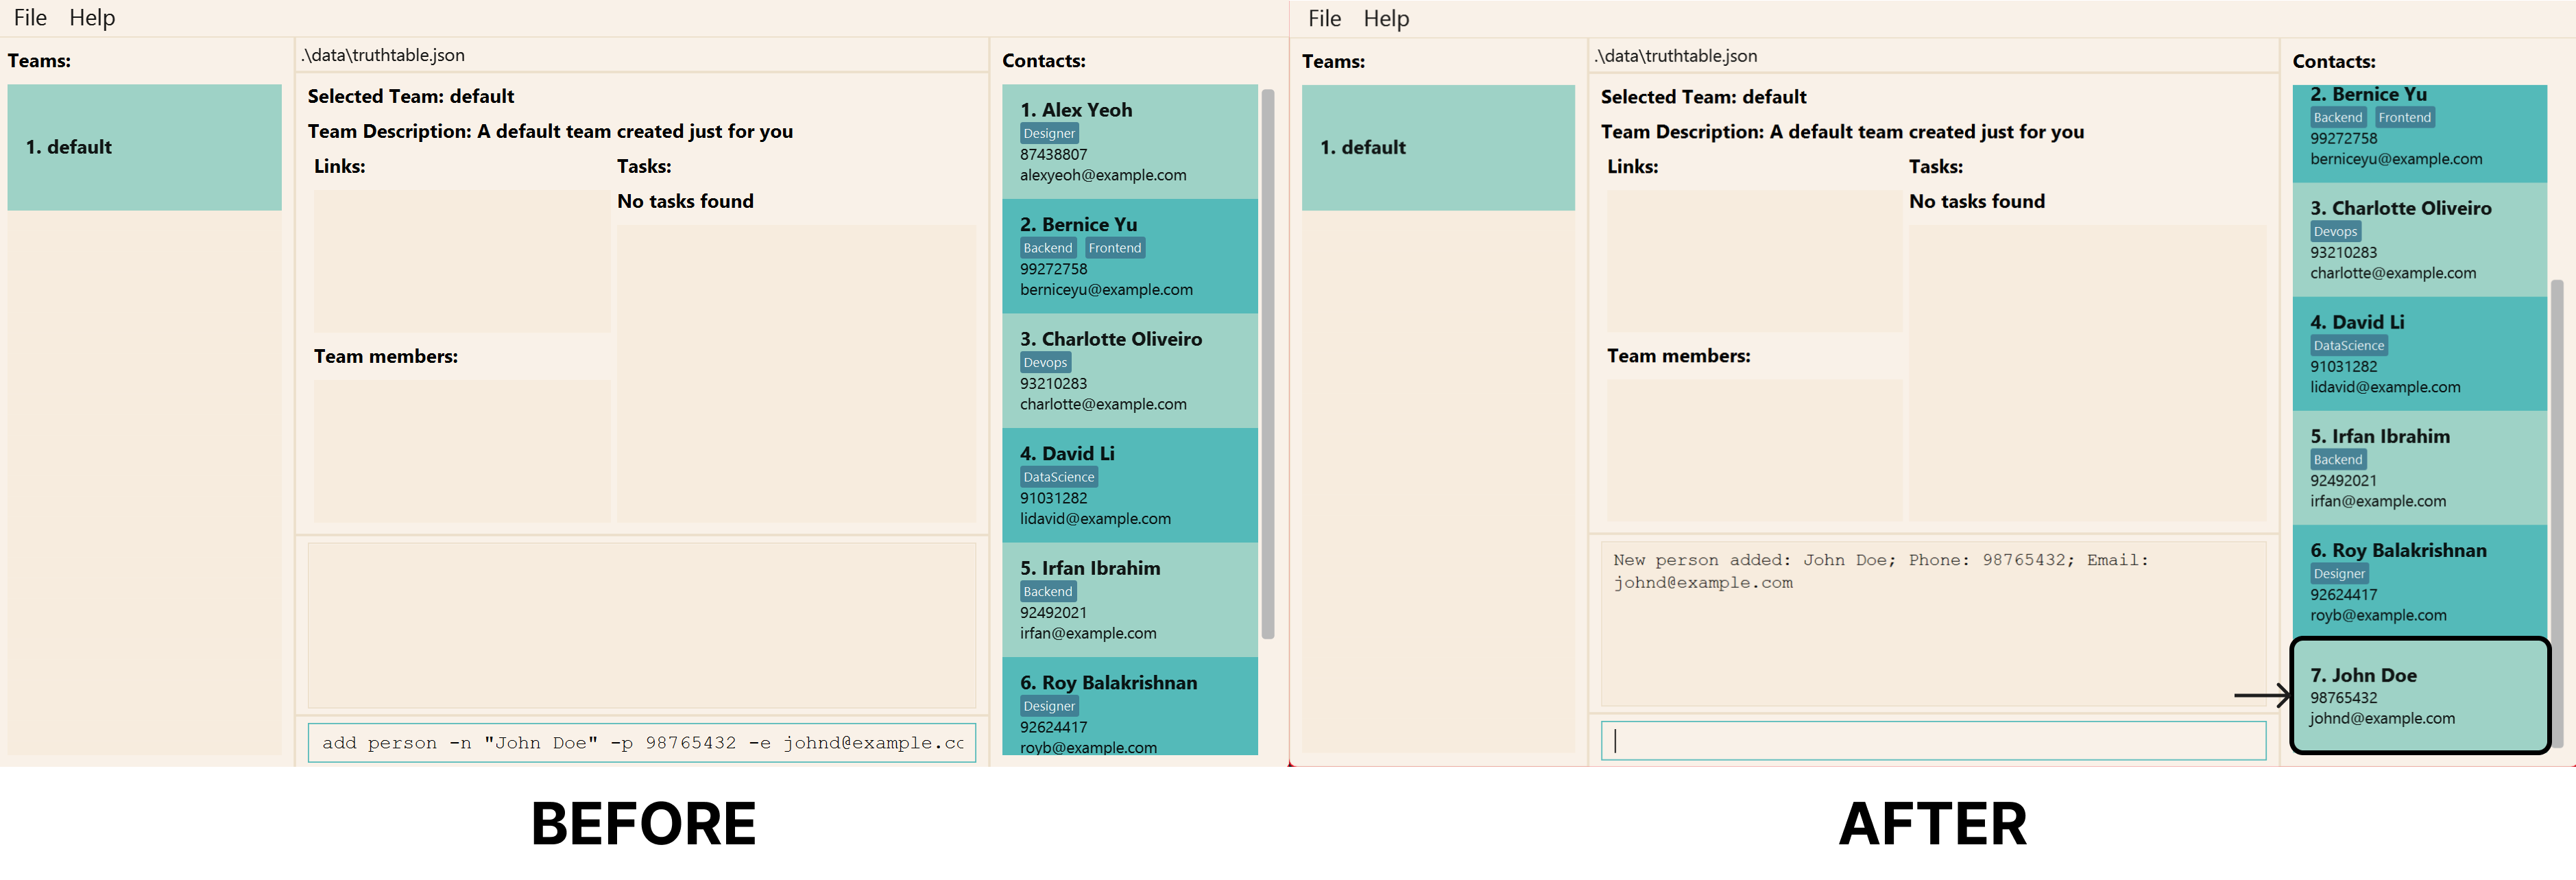 File Help
Teams:
1. default
.\data\truthtable.json
Selected Team: default
Team Description: A default team created just for you
Links:
Tasks:
No tasks found
Team members:
add person -n "John Doe" -p 98765432 -e johnd@example.cc
Contacts:
1. Alex Yeoh
Designer
87438807
alexyeoh@example.com
2. Bernice Yu
Backend Frontend
99272758
berniceyu@example.com
3. Charlotte Oliveiro
Devops
93210283
charlotte@example.com
4. David Li
DataScience
91031282
lidavid@example.com
5. Irfan Ibrahim
Backend
92492021
irfan@example.com
6. Roy Balakrishnan
Designer
92624417
royb@example.com
BEFORE
File Help
Teams:
1. default
.\data\truthtable.json
Selected Team: default
Team Description: A default team created just for you
Links:
Tasks:
No tasks found
Team members:
New person added: John Doe; Phone: 98765432; Email:
johnd@example.com
Contacts:
2. Bernice Yu
Backend Frontend
99272758
berniceyu@example.com
3. Charlotte Oliveiro
Devops
93210283
charlotte@example.com
4. David Li
DataScience
91031282
lidavid@example.com
5. Irfan Ibrahim
Backend
92492021
irfan@example.com
6. Roy Balakrishnan
Designer
92624417
royb@example.com
7. John Doe
98765432
johnd@example.com
AFTER